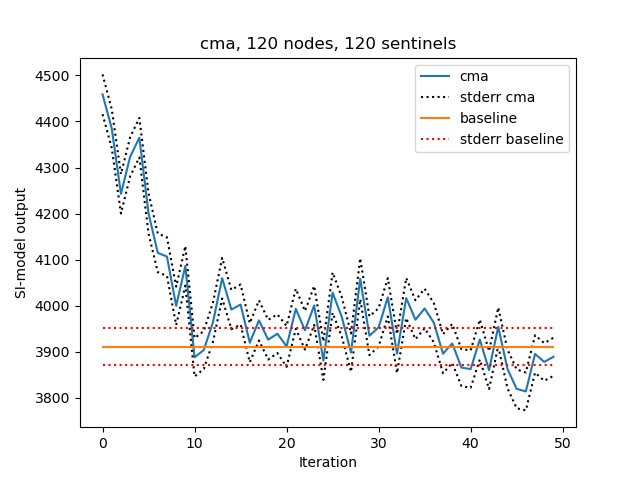 cma, 120 nodes, 120 sentinels
cma
stderr cma
baseline
stderr baseline
SI-model output
4500
4400
4300
4200
4100
4000
3900
3800
0 10 20 30 40 50
Iteration